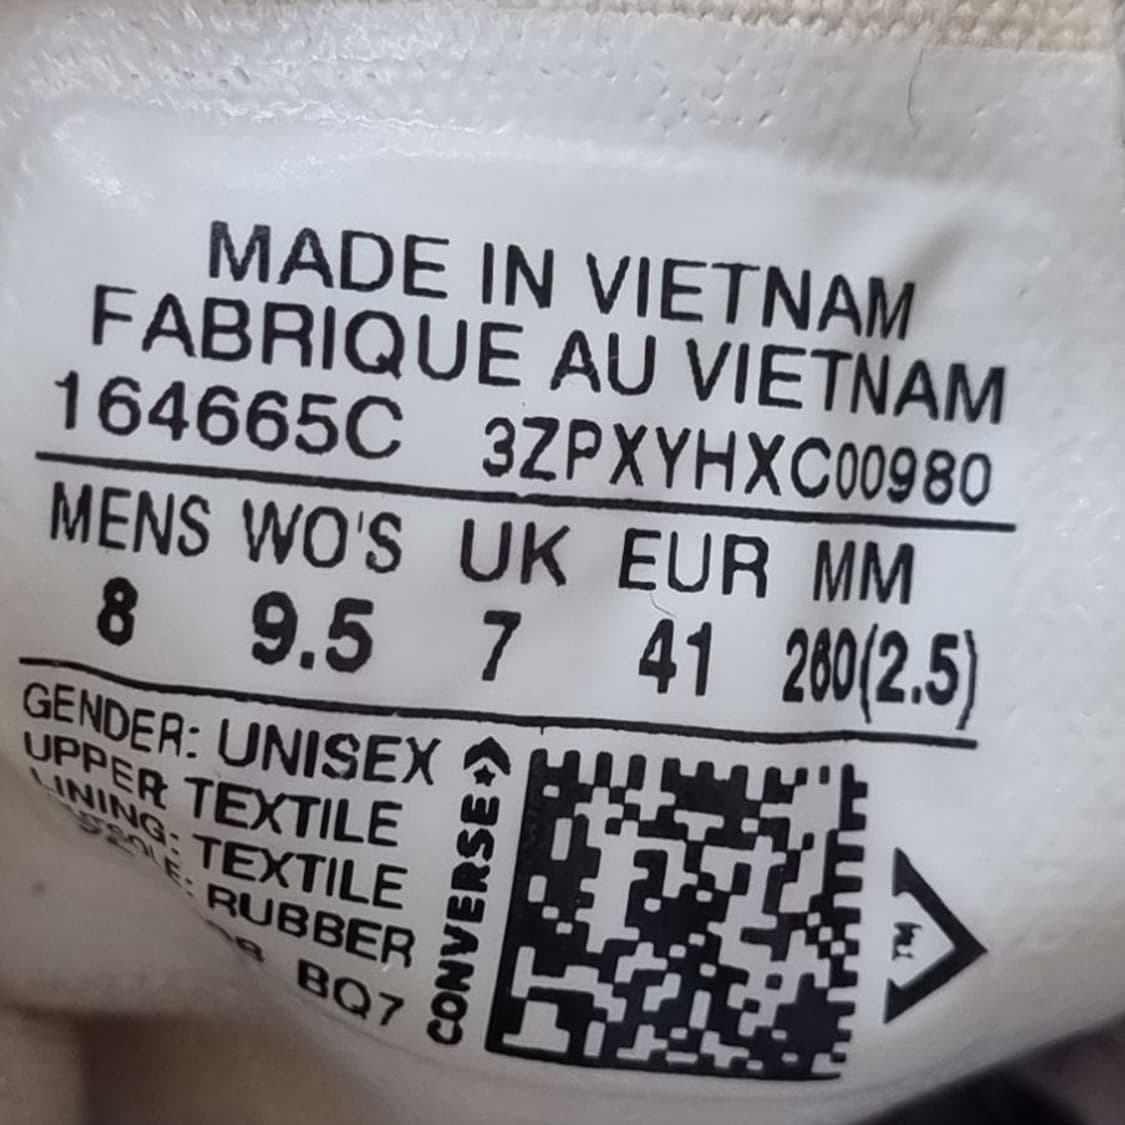 MADE IN VIETNAM
FABRIQUE AU VIETNAM
164665C 3ZPXYHXC00980
MENS WO'S UK EUR MM
8 9.5 7 41 260(2.5)
GENDER: UNISEX
UPPER TEXTILE
LINING: TEXTILE
RUBBER
BQ7
CONVERSE
TM